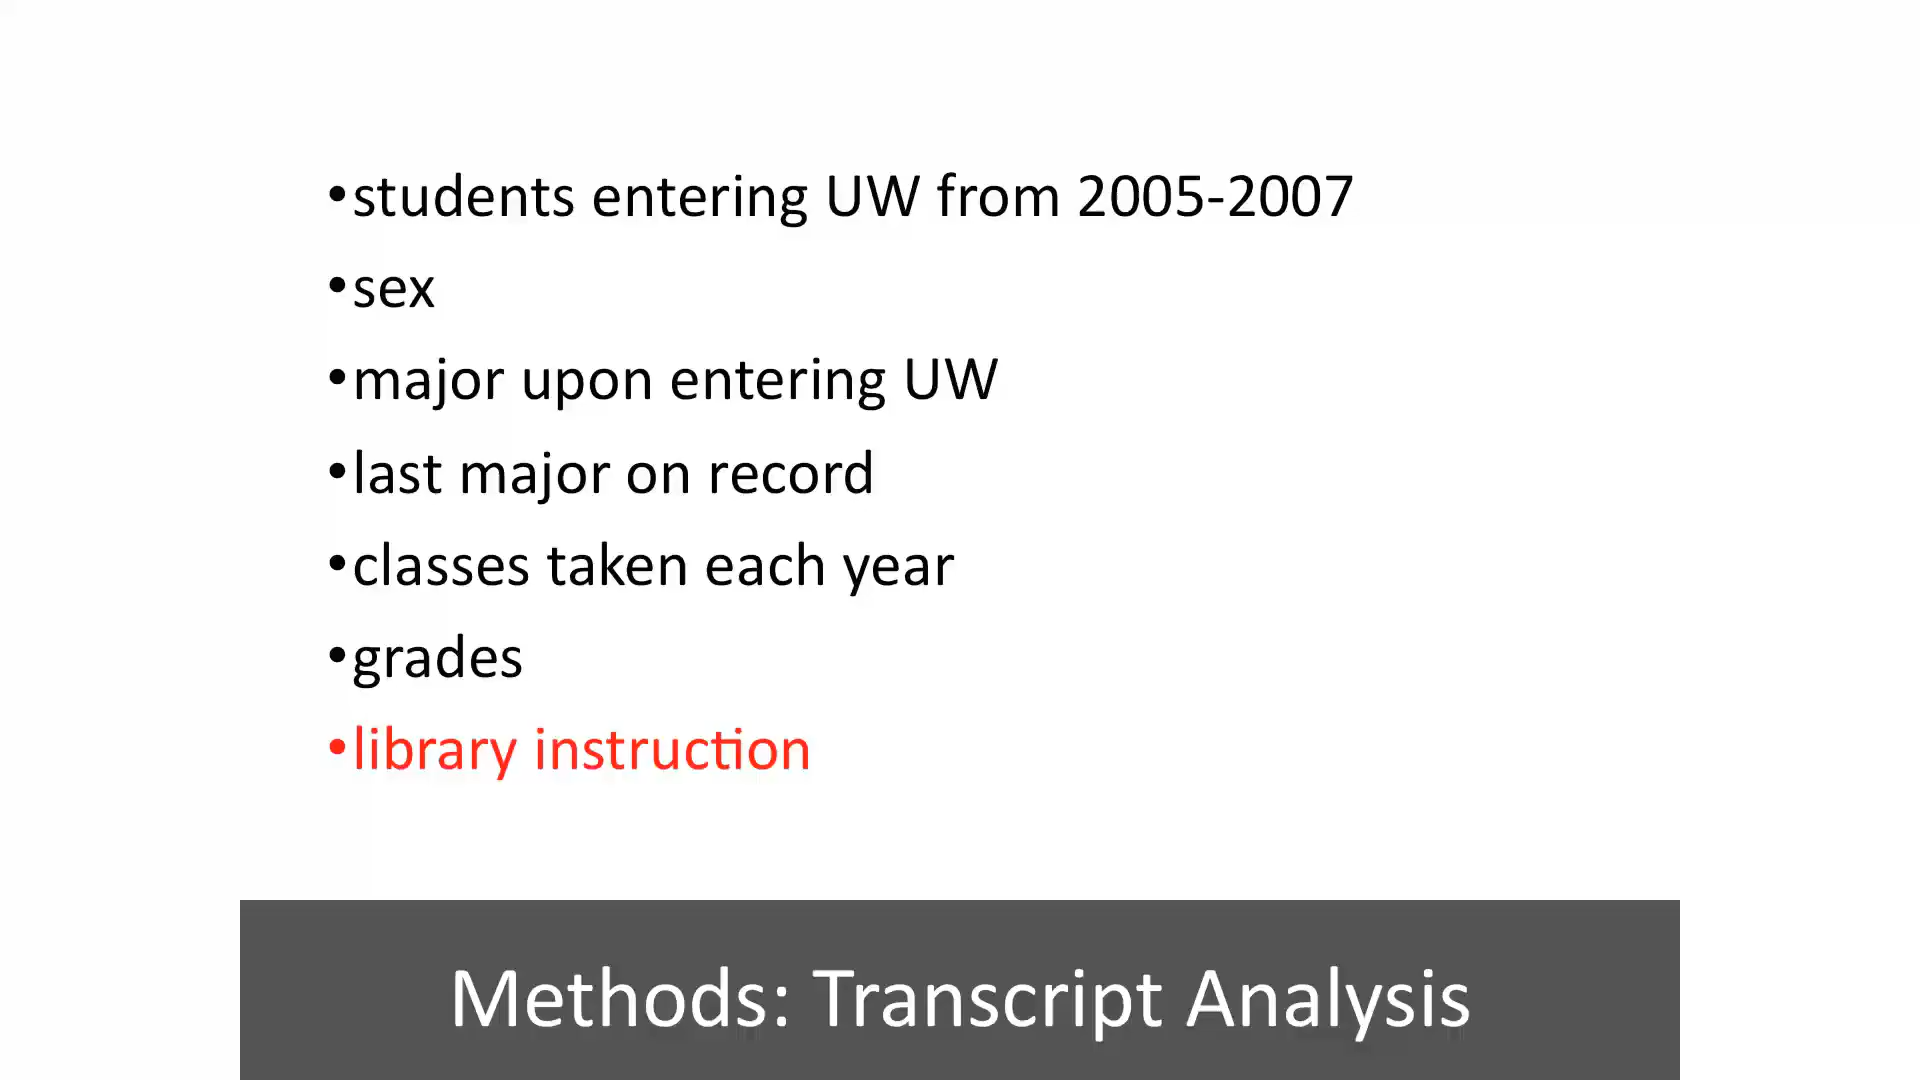 •students entering UW from 2005-2007
•sex
•major upon entering UW
•last major on record
•classes taken each year
•grades
•library instruction
Methods: Transcript Analysis